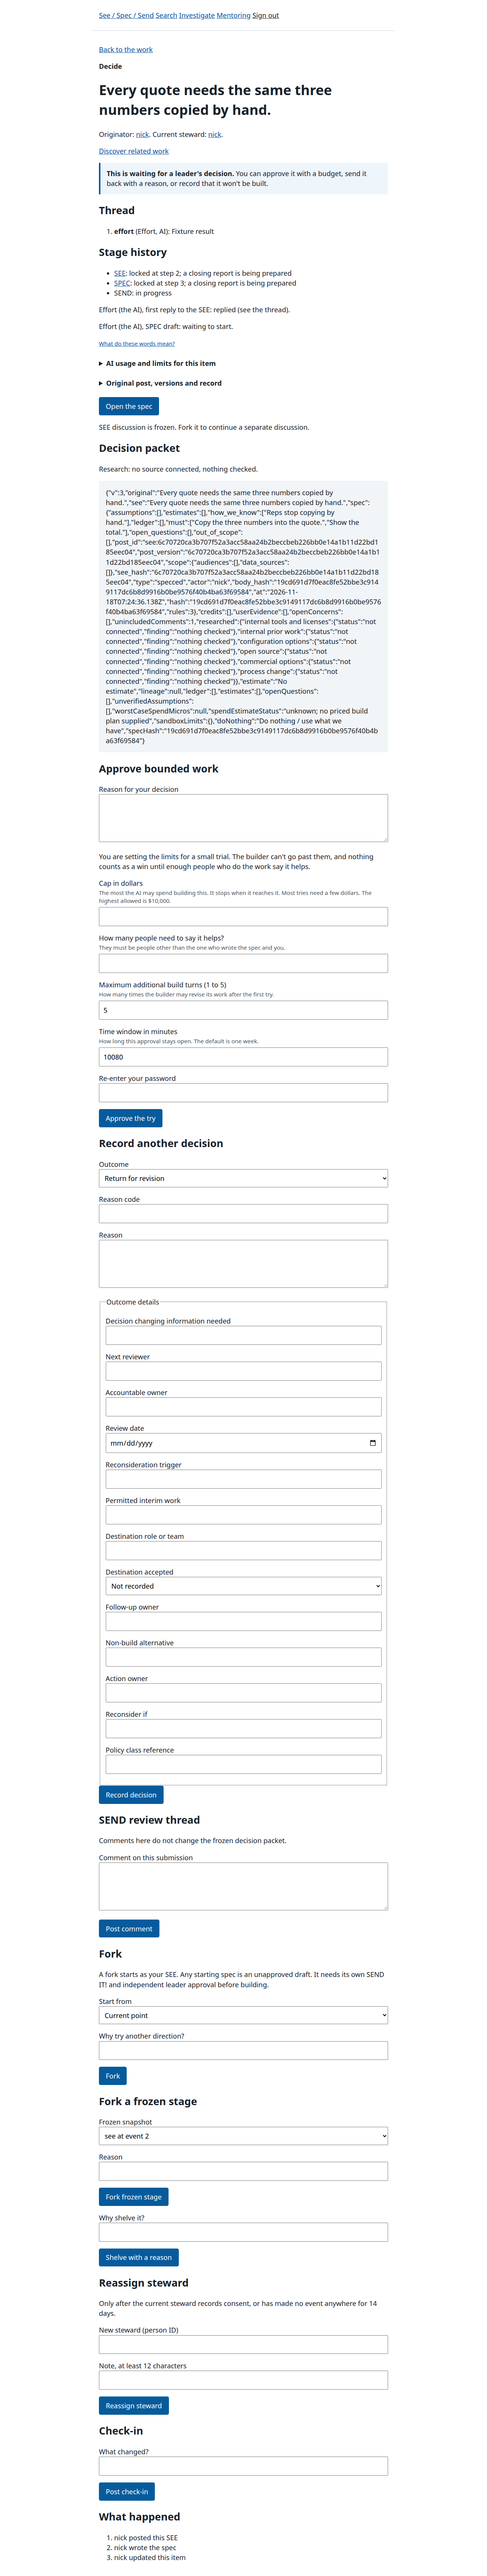 See / Spec / Send Search Investigate Mentoring Sign out
Back to the work
Decide
Every quote needs the same three
numbers copied by hand.
Originator: nick. Current steward: nick.
Discover related work
This is waiting for a leader's decision. You can approve it with a budget, send it
back with a reason, or record that it won't be built.
Thread
1. effort (Effort, AI): Fixture result
Stage history
SEE: locked at step 2; a closing report is being prepared
SPEC: locked at step 3; a closing report is being prepared
SEND: in progress
Effort (the AI), first reply to the SEE: replied (see the thread).
Effort (the AI), SPEC draft: waiting to start.
What do these words mean?
AI usage and limits for this item
Original post, versions and record
Open the spec
SEE discussion is frozen. Fork it to continue a separate discussion.
Decision packet
Research: no source connected, nothing checked.
{"v":3,"original":"Every quote needs the same three numbers copied by
hand.","see":"Every quote needs the same three numbers copied by hand.","spec":
{"assumptions":[],"estimates":[],"how_we_know":["Reps stop copying by
hand."],"ledger":[],"must":["Copy the three numbers into the quote.","Show the
total."],"open_questions":[],"out_of_scope":
[],"post_id":"see:6c70720ca3b707f52a3acc58aa24b2beccbeb226bb0e14a1b11d22bd1
85eec04","post_version":"6c70720ca3b707f52a3acc58aa24b2beccbeb226bb0e14a1b1
1d22bd185eec04","scope":{"audiences":[],"data_sources":
[]},"see_hash":"6c70720ca3b707f52a3acc58aa24b2beccbeb226bb0e14a1b11d22bd18
5eec04","type":"specced","actor":"nick","body_hash":"19cd691d7f0eac8fe52bbe3c914
9117dc6b8d9916b0be9576f40b4ba63f69584","at":"2026-11-
18T07:24:36.138Z","hash":"19cd691d7f0eac8fe52bbe3c9149117dc6b8d9916b0be9576
f40b4ba63f69584","rules":3},"credits":[],"userEvidence":[],"openConcerns":
[],"unincludedComments":1,"researched":{"internal tools and licenses":{"status":"not
connected","finding":"nothing checked"},"internal prior work":{"status":"not
connected","finding":"nothing checked"},"configuration options":{"status":"not
connected","finding":"nothing checked"},"open source":{"status":"not
connected","finding":"nothing checked"},"commercial options":{"status":"not
connected","finding":"nothing checked"},"process change":{"status":"not
connected","finding":"nothing checked"}},"estimate":"No
estimate","lineage":null,"ledger":[],"estimates":[],"openQuestions":
[],"unverifiedAssumptions":
[],"worstCaseSpendMicros":null,"spendEstimateStatus":"unknown; no priced build
plan supplied","sandboxLimits":{},"doNothing":"Do nothing / use what we
have","specHash":"19cd691d7f0eac8fe52bbe3c9149117dc6b8d9916b0be9576f40b4b
a63f69584"}
Approve bounded work
Reason for your decision
You are setting the limits for a small trial. The builder can't go past them, and nothing
counts as a win until enough people who do the work say it helps.
Cap in dollars
The most the AI may spend building this. It stops when it reaches it. Most tries need a few dollars. The
highest allowed is $10,000.
How many people need to say it helps?
They must be people other than the one who wrote the spec and you.
Maximum additional build turns (1 to 5)
How many times the builder may revise its work after the first try.
5
Time window in minutes
How long this approval stays open. The default is one week.
10080
Re-enter your password
Approve the try
Record another decision
Outcome
Return for revision
Reason code
Reason
Outcome details
Decision changing information needed
Next reviewer
Accountable owner
Review date
mm/dd/yyyy
Reconsideration trigger
Permitted interim work
Destination role or team
Destination accepted
Not recorded
Follow-up owner
Non-build alternative
Action owner
Reconsider if
Policy class reference
Record decision
SEND review thread
Comments here do not change the frozen decision packet.
Comment on this submission
Post comment
Fork
A fork starts as your SEE. Any starting spec is an unapproved draft. It needs its own SEND
IT! and independent leader approval before building.
Start from
Current point
Why try another direction?
Fork
Fork a frozen stage
Frozen snapshot
see at event 2
Reason
Fork frozen stage
Why shelve it?
Shelve with a reason
Reassign steward
Only after the current steward records consent, or has made no event anywhere for 14
days.
New steward (person ID)
Note, at least 12 characters
Reassign steward
Check-in
What changed?
Post check-in
What happened
1. nick posted this SEE
2. nick wrote the spec
3. nick updated this item